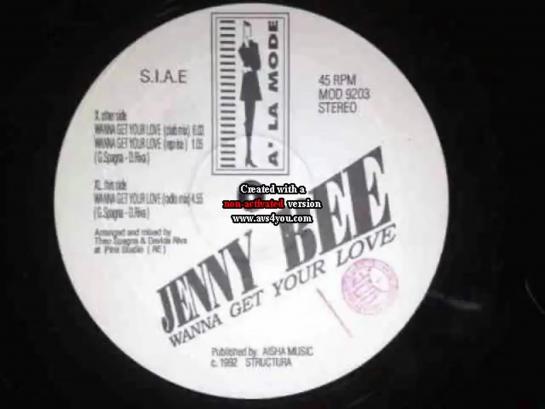 S.I.A.E
A' LA MODE
45 RPM
MOD 9203
STEREO
X. other side
WANNA GET YOUR LOVE (club mix) 6.03
WANNA GET YOUR LOVE (reprise) 1.05
(G. Spagna - D. Riva)
XL. this side
WANNA GET YOUR LOVE (radio mix) 4.55
(G. Spagna - D. Riva)
Arranged and mixed by
Theo Spagna & Davide Riva
at Pink Studio (RE)
Created with a
non-activated version
www.avs4you.com
JENNY BEE
WANNA GET YOUR LOVE
Published by AISHA MUSIC
c. 1992 STRUCTURA